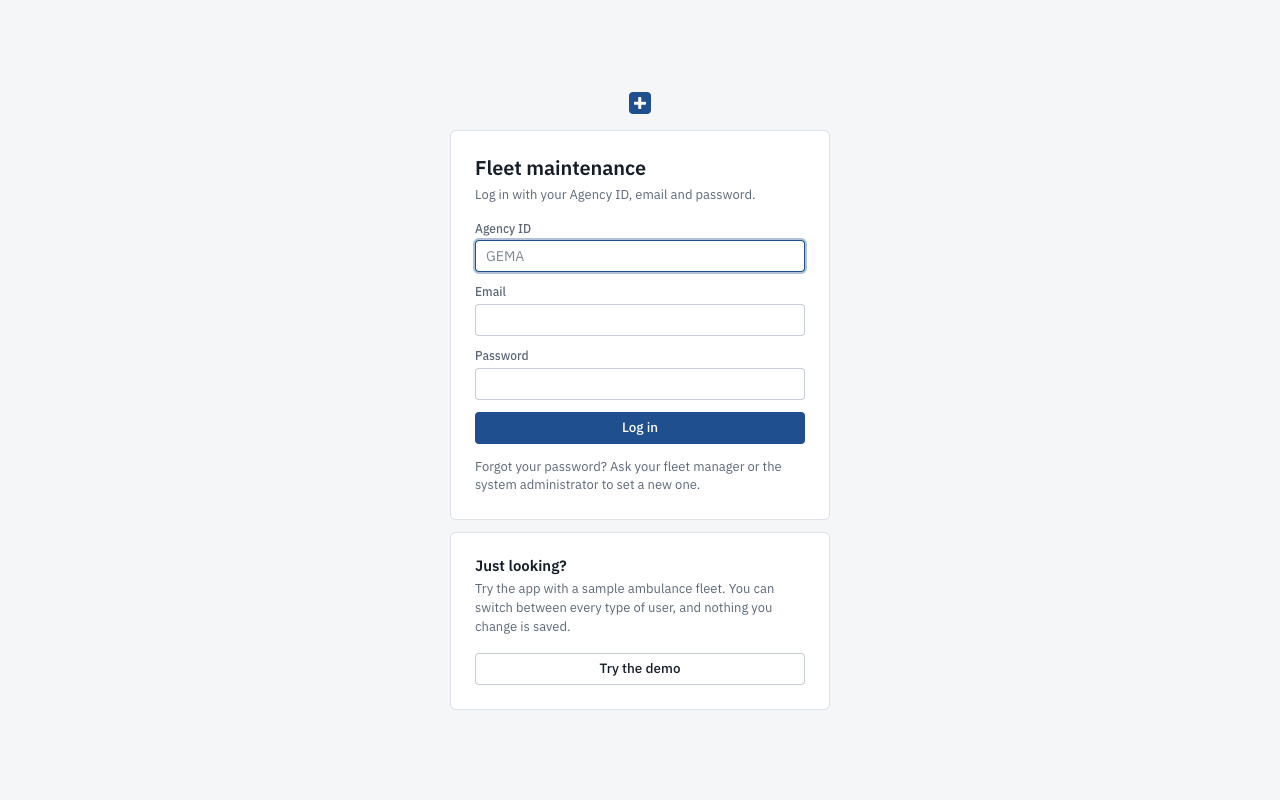 Fleet maintenance
Log in with your Agency ID, email and password.
Agency ID
GEMA
Email
Password
Log in
Forgot your password? Ask your fleet manager or the
system administrator to set a new one.
Just looking?
Try the app with a sample ambulance fleet. You can
switch between every type of user, and nothing you
change is saved.
Try the demo